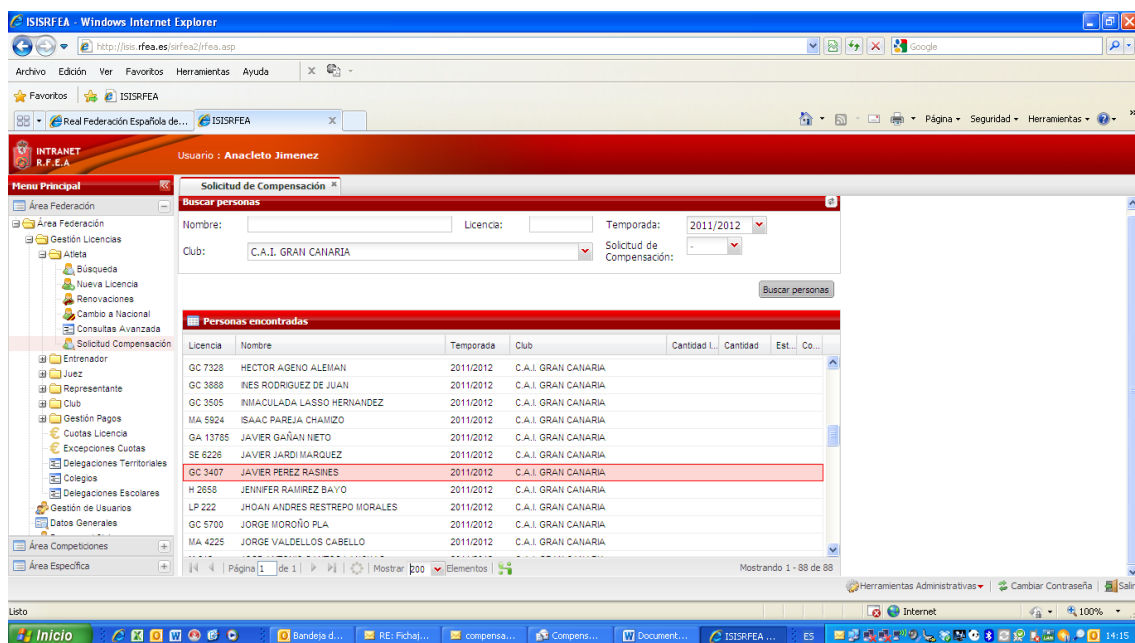 ISISRFEA - Windows Internet Explorer
http://isis.rfea.es/sirfea2/rfea.asp
Google
Archivo Edición Ver Favoritos Herramientas Ayuda
Favoritos ISISRFEA
Real Federación Española de... ISISRFEA Página Seguridad Herramientas
INTRANET
R.F.E.A
Usuario : Anacleto Jimenez
Menu Principal
Solicitud de Compensación
Área Federación
Buscar personas
Área Federación
Nombre: Licencia: Temporada: 2011/2012
Gestión Licencias
Atleta
Club: C.A.I. GRAN CANARIA Solicitud de Compensación: -
Búsqueda
Nueva Licencia
Renovaciones
Buscar personas
Cambio a Nacional
Consultas Avanzada
Solicitud Compensación
Entrenador
Juez
Representante
Club
Gestión Pagos
Cuotas Licencia
Excepciones Cuotas
Delegaciones Territoriales
Colegios
Delegaciones Escolares
Gestión de Usuarios
Datos Generales
Área Competiciones
Área Específica
Personas encontradas
Licencia Nombre Temporada Club Cantidad I... Cantidad Est... Co...
GC 7328 HECTOR AGENO ALEMAN 2011/2012 C.A.I. GRAN CANARIA
GC 3888 INES RODRIGUEZ DE JUAN 2011/2012 C.A.I. GRAN CANARIA
GC 3505 INMACULADA LASSO HERNANDEZ 2011/2012 C.A.I. GRAN CANARIA
MA 5924 ISAAC PAREJA CHAMIZO 2011/2012 C.A.I. GRAN CANARIA
GA 13785 JAVIER GAÑAN NIETO 2011/2012 C.A.I. GRAN CANARIA
SE 6226 JAVIER JARDI MARQUEZ 2011/2012 C.A.I. GRAN CANARIA
GC 3407 JAVIER PEREZ RASINES 2011/2012 C.A.I. GRAN CANARIA
H 2658 JENNIFER RAMIREZ BAYO 2011/2012 C.A.I. GRAN CANARIA
LP 222 JHOAN ANDRES RESTREPO MORALES 2011/2012 C.A.I. GRAN CANARIA
GC 5700 JORGE MOROÑO PLA 2011/2012 C.A.I. GRAN CANARIA
MA 4225 JORGE VALDELLOS CABELLO 2011/2012 C.A.I. GRAN CANARIA
Página 1 de 1 Mostrar 200 Elementos Mostrando 1 - 88 de 88
Herramientas Administrativas Cambiar Contraseña Salir
Listo Internet 100%
Inicio Bandeja d... RE: Fichaj... compensa... Compens... Document... ISISRFEA ... ES 14:15